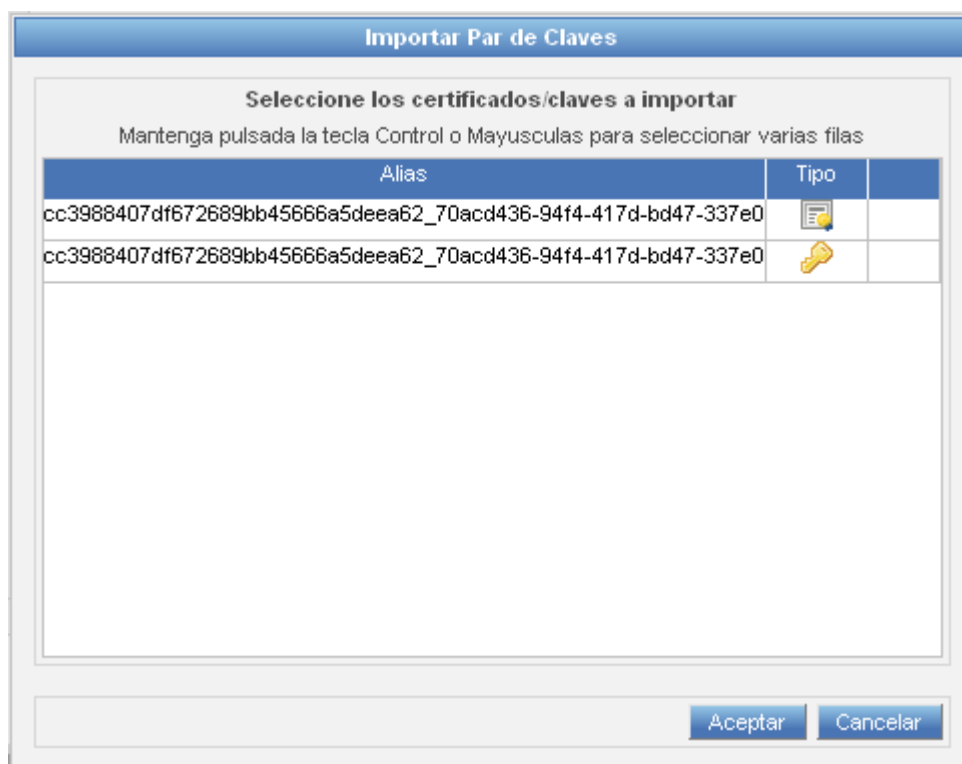 Importar Par de Claves
Seleccione los certificados/claves a importar
Mantenga pulsada la tecla Control o Mayusculas para seleccionar varias filas
Alias Tipo
cc3988407df672689bb45666a5deea62_70acd436-94f4-417d-bd47-337e0
cc3988407df672689bb45666a5deea62_70acd436-94f4-417d-bd47-337e0
Aceptar Cancelar